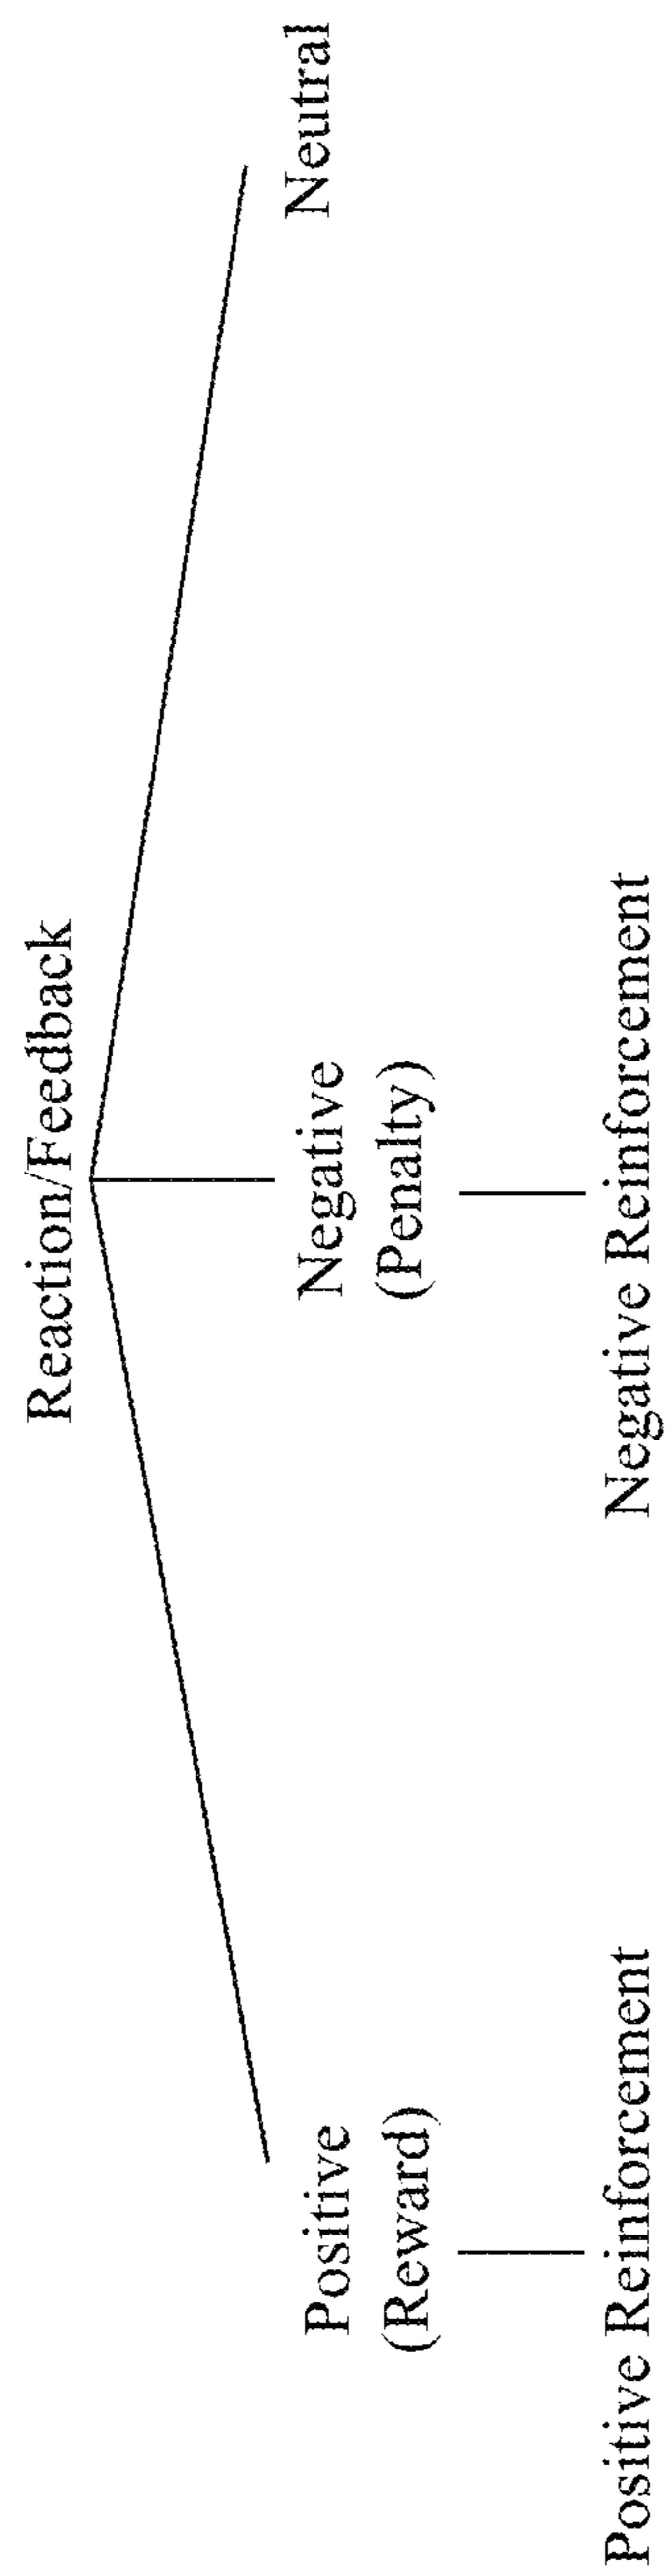 Reaction/Feedback
Positive
(Reward)
Negative
(Penalty)
Neutral
Positive Reinforcement
Negative Reinforcement